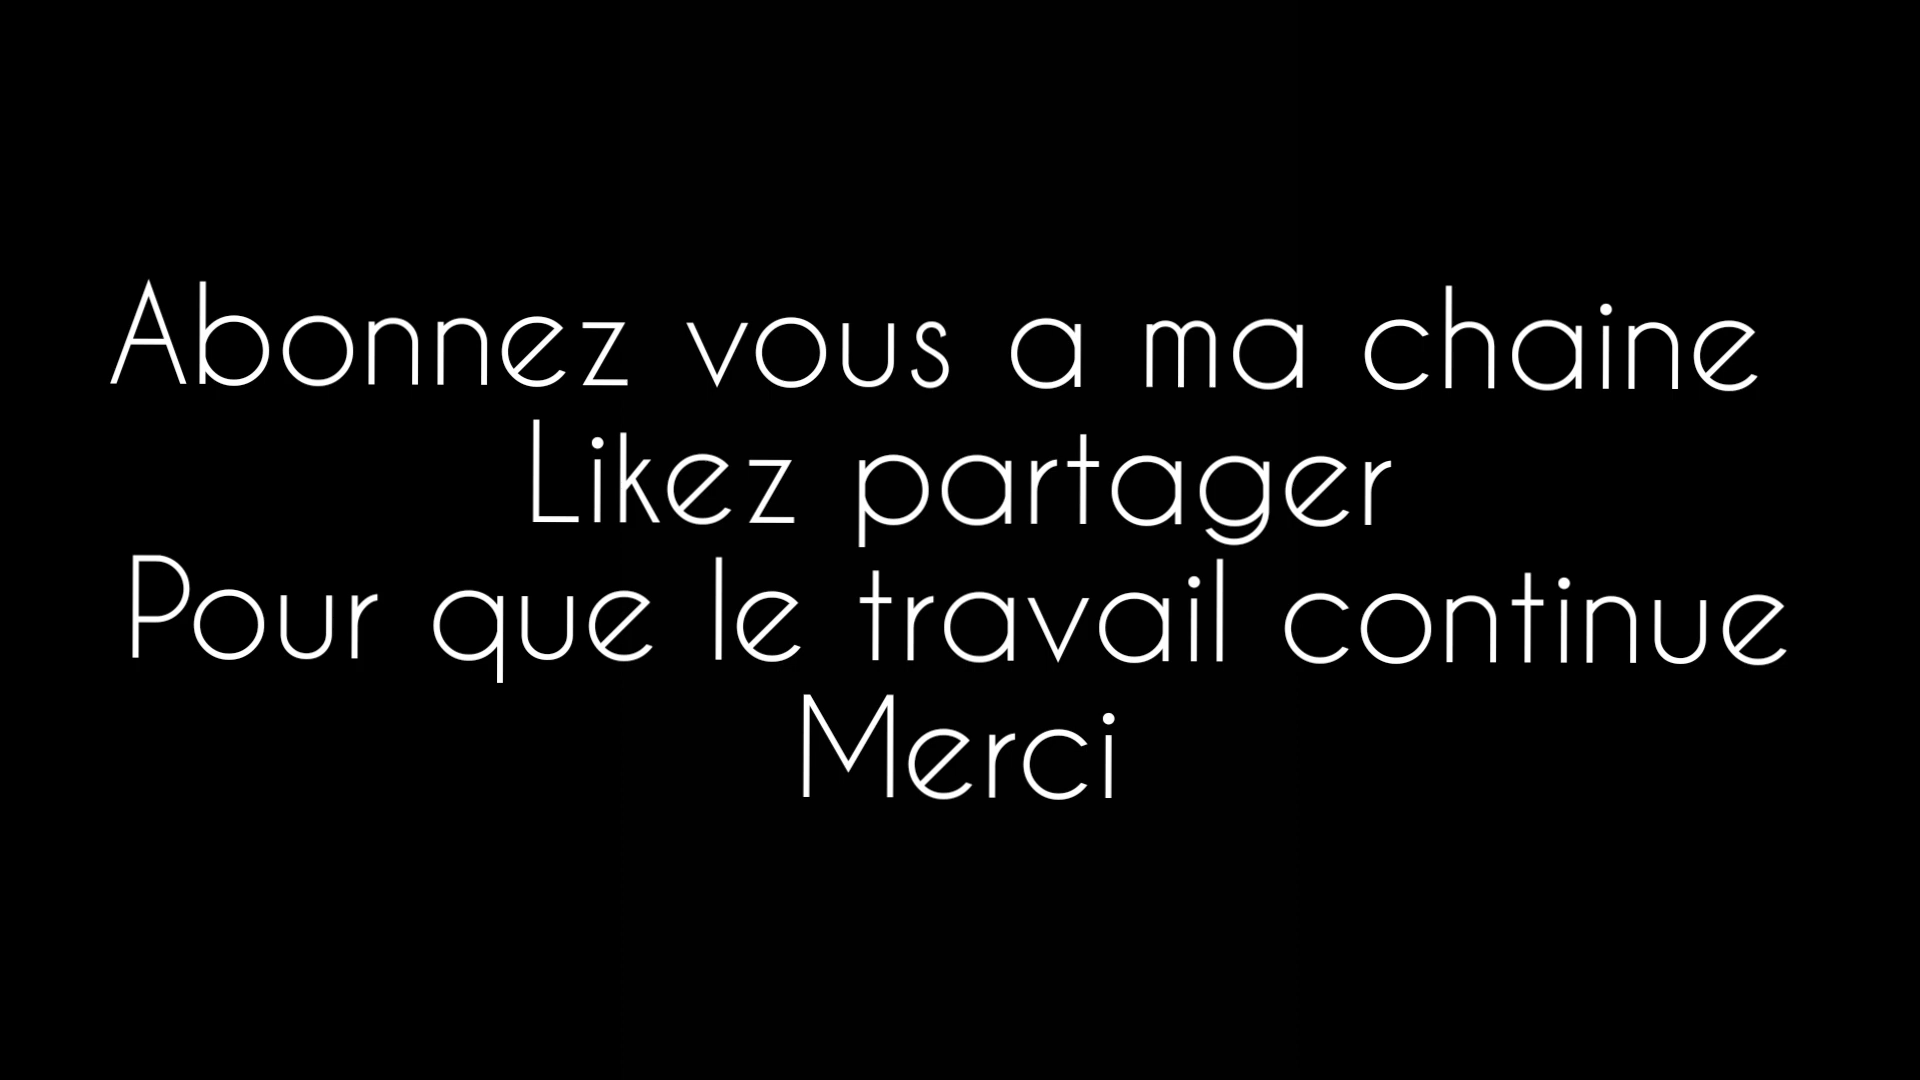 Abonnez vous a ma chaine
Likez partager
Pour que le travail continue
Merci